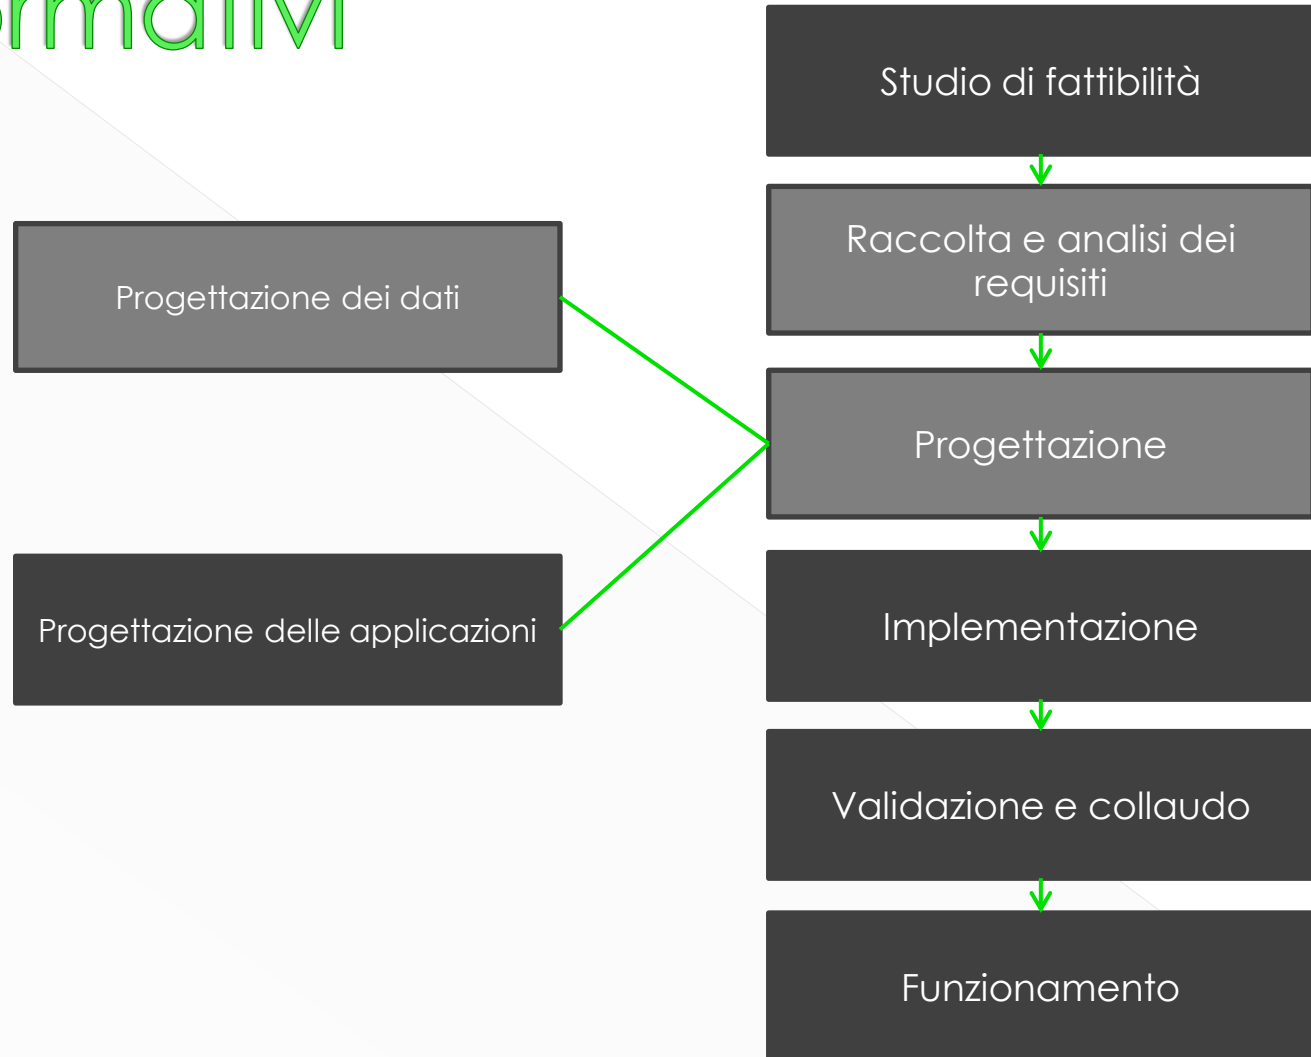 Studio di fattibilità
Raccolta e analisi dei
requisiti
Progettazione dei dati
Progettazione
Progettazione delle applicazioni
Implementazione
Validazione e collaudo
Funzionamento